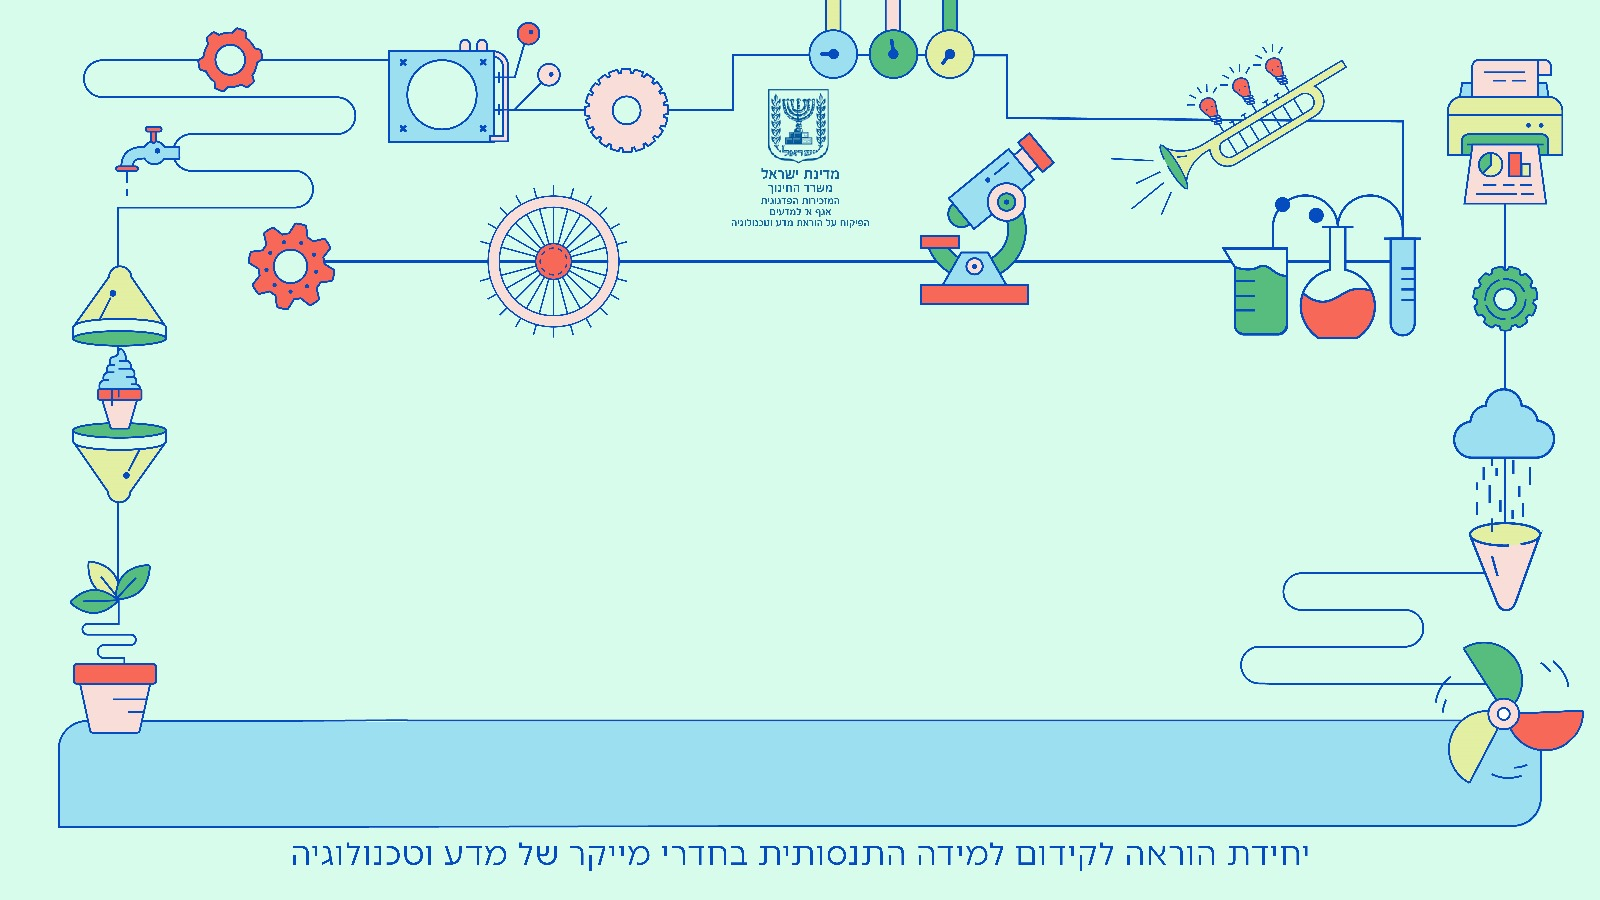 מדינת ישראל
משרד החינוך
המזכירות הפדגוגית
אגף א' למדעים
הפיקוח על הוראת מדע וטכנולוגיה
יחידת הוראה לקידום למידה התנסותית בחדרי מייקר של מדע וטכנולוגיה